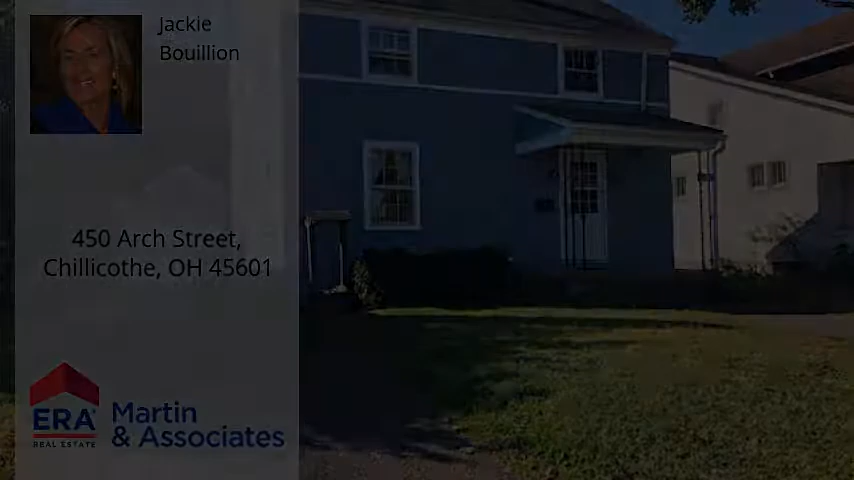 Jackie
Bouillion
450 Arch Street,
Chillicothe, OH 45601
ERA
REAL ESTATE
Martin
& Associates